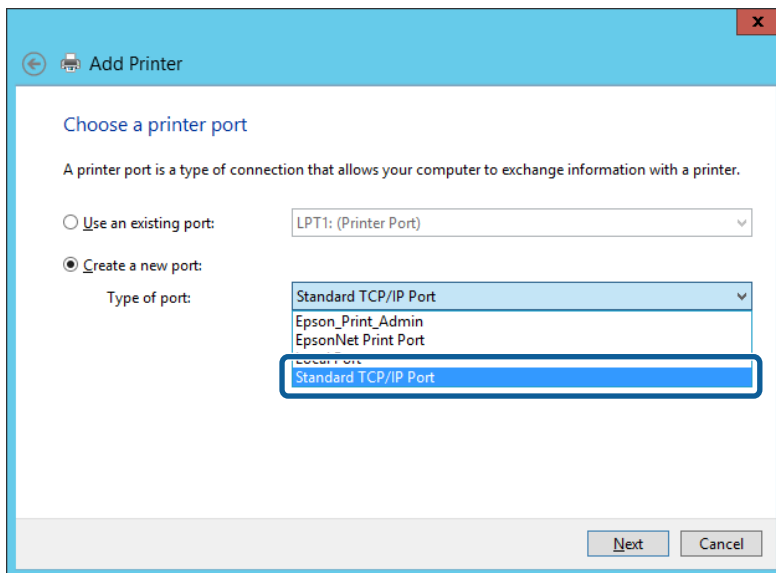 x
Add Printer
Choose a printer port
A printer port is a type of connection that allows your computer to exchange information with a printer.
Use an existing port: LPT1: (Printer Port)
Create a new port:
Type of port: Standard TCP/IP Port
Epson_Print_Admin
EpsonNet Print Port
Local Port
Standard TCP/IP Port
Next Cancel